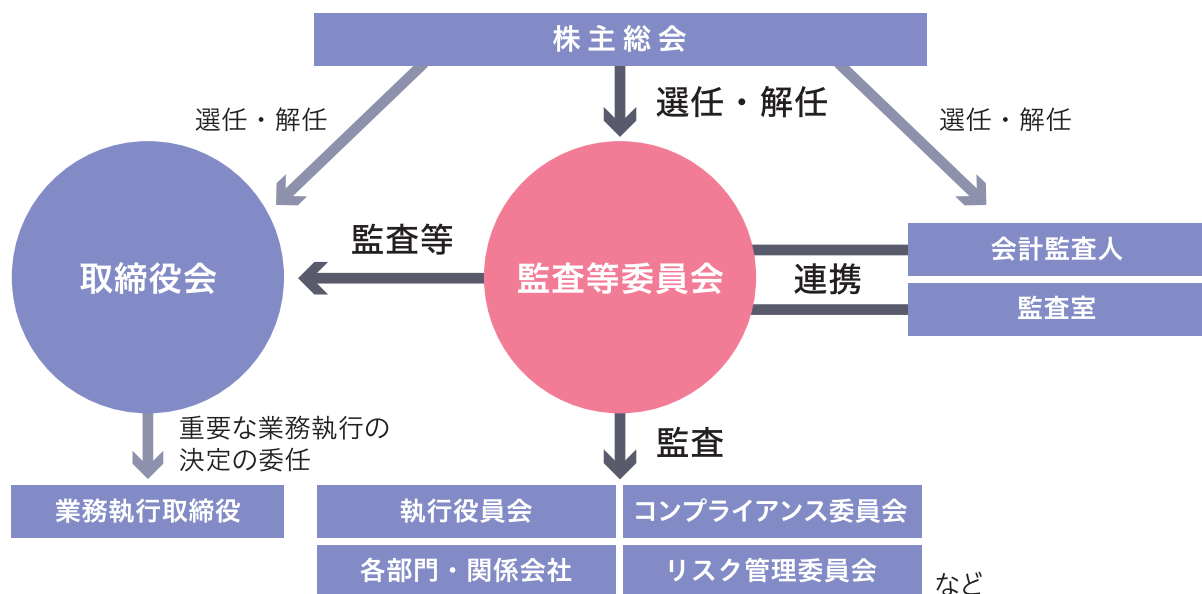 株主総会
選任・解任
選任・解任
選任・解任
取締役会
監査等
監査等委員会
連携
会計監査人
監査室
重要な業務執行の
決定の委任
監査
業務執行取締役
執行役員会
コンプライアンス委員会
各部門・関係会社
リスク管理委員会
など